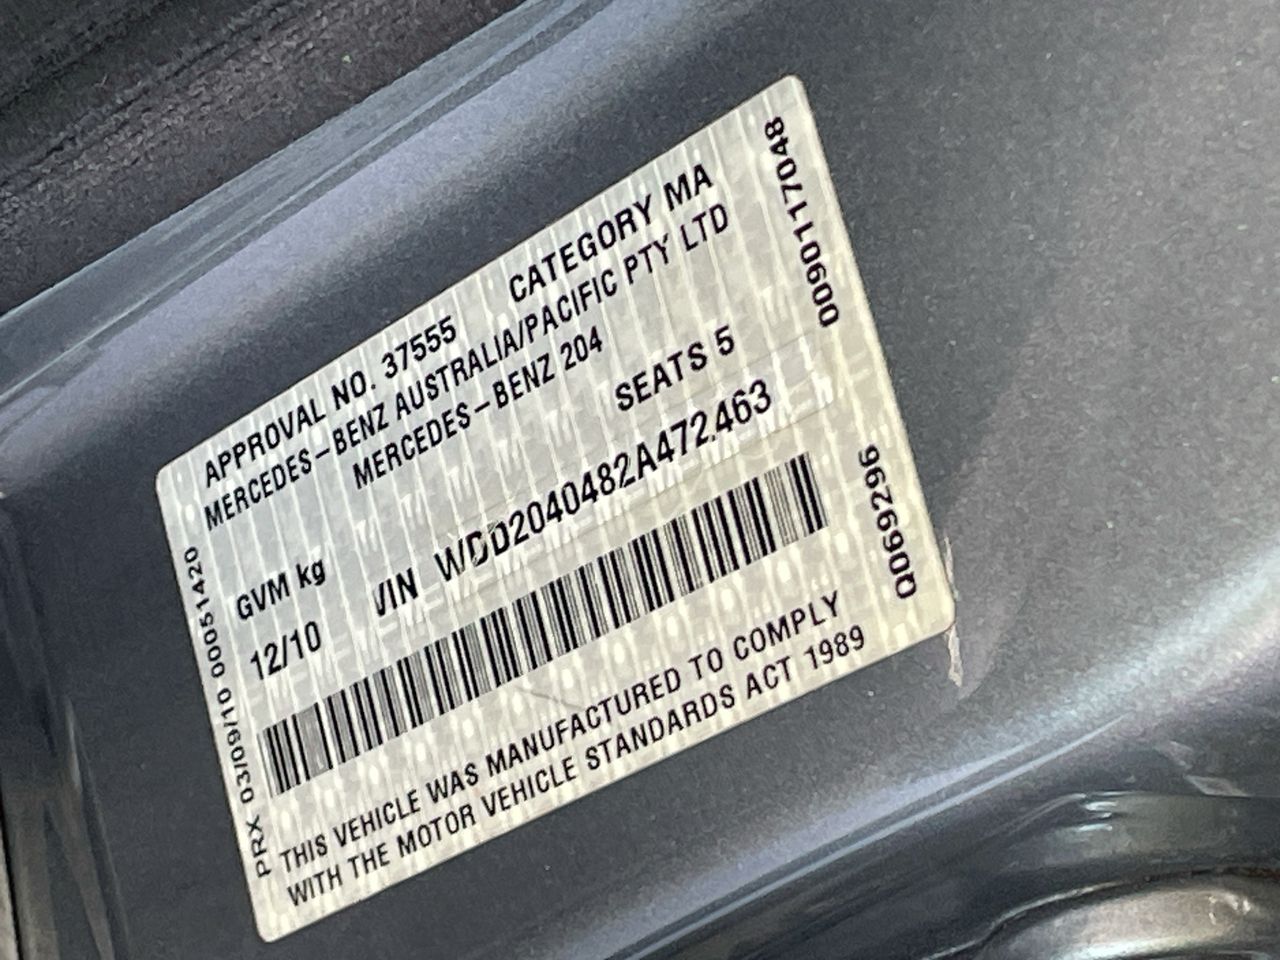 APPROVAL NO. 37555 CATEGORY MA
MERCEDES-BENZ AUSTRALIA/PACIFIC PTY LTD
MERCEDES-BENZ 204
GVM kg SEATS 5
12/10 VIN WDD2040482A472463
THIS VEHICLE WAS MANUFACTURED TO COMPLY
WITH THE MOTOR VEHICLE STANDARDS ACT 1989
PRX 03/09/10 00051420
0090117048
Q069296